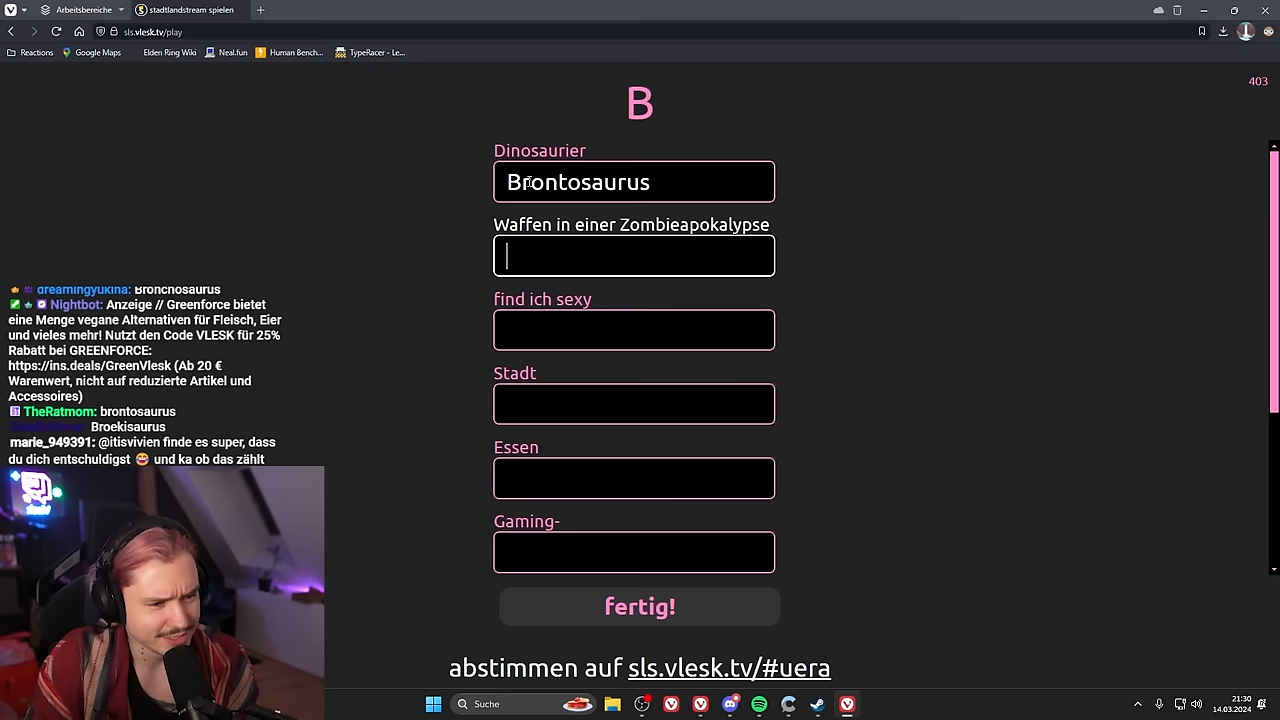 Arbeitsbereiche
stadtlandstream spielen
sls.vlesk.tv/play
Reactions
Google Maps
Elden Ring Wiki
Neal.fun
Human Benc...
TypeRacer - Le...
403
B
Dinosaurier
Brontosaurus
Waffen in einer Zombieapokalypse
find ich sexy
Stadt
Essen
Gaming-
fertig!
abstimmen auf sls.vlesk.tv/#uera
dreamingyukina: Bronchosaurus
Nightbot: Anzeige // Greenforce bietet
eine Menge vegane Alternativen für Fleisch, Eier
und vieles mehr! Nutzt den Code VLESK für 25%
Rabatt bei GREENFORCE:
https://ins.deals/GreenVlesk (Ab 20 €
Warenwert, nicht auf reduzierte Artikel und
Accessoires)
TheRatmom: brontosaurus
Broekisaurus
marie_949391: @itisvivien finde es super, dass
du dich entschuldigst 😅 und ka ob das zählt
Suche
21:30
14.03.2024